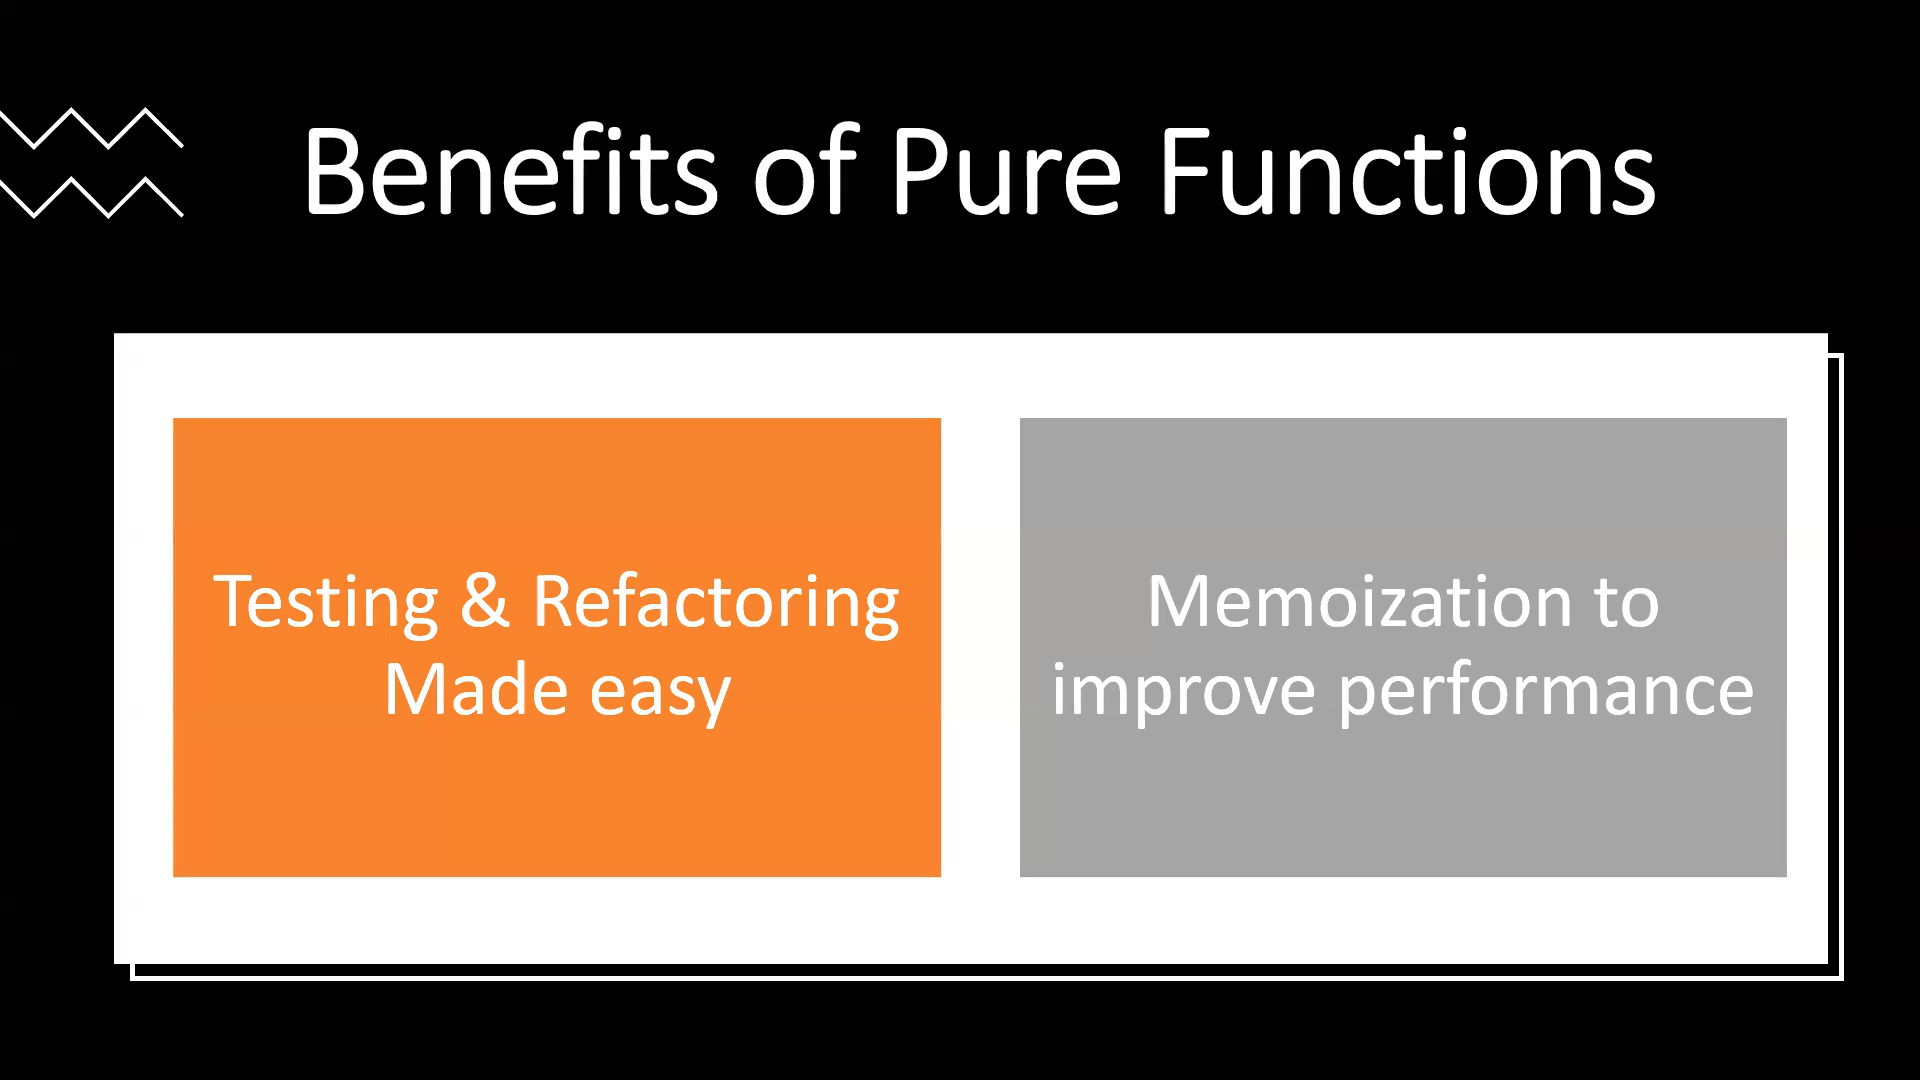 Benefits of Pure Functions
Testing & Refactoring
Made easy
Memoization to
improve performance